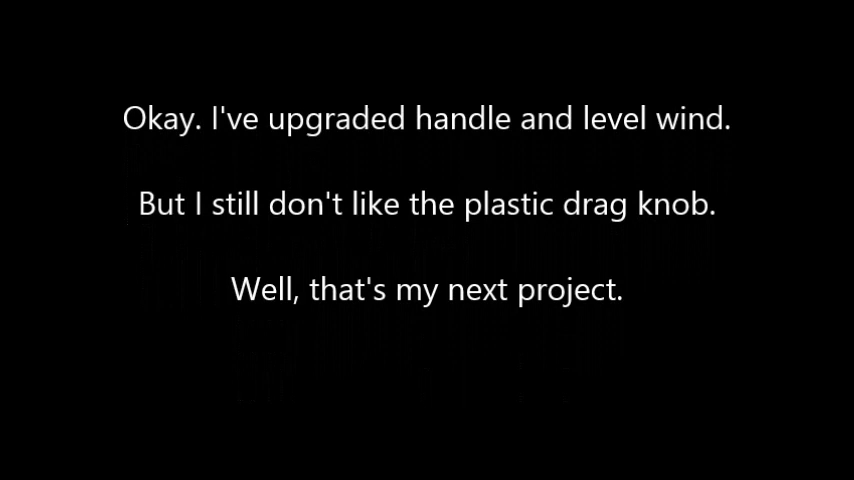 Okay. I've upgraded handle and level wind.
But I still don't like the plastic drag knob.
Well, that's my next project.